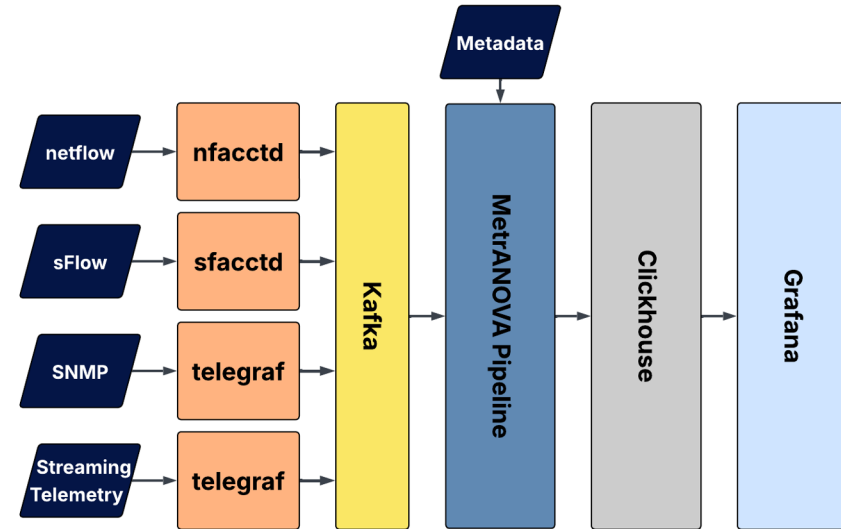 Metadata
netflow
nfacctd
sFlow
sfacctd
SNMP
telegraf
Streaming
Telemetry
telegraf
Kafka
MetrANOVA Pipeline
Clickhouse
Grafana